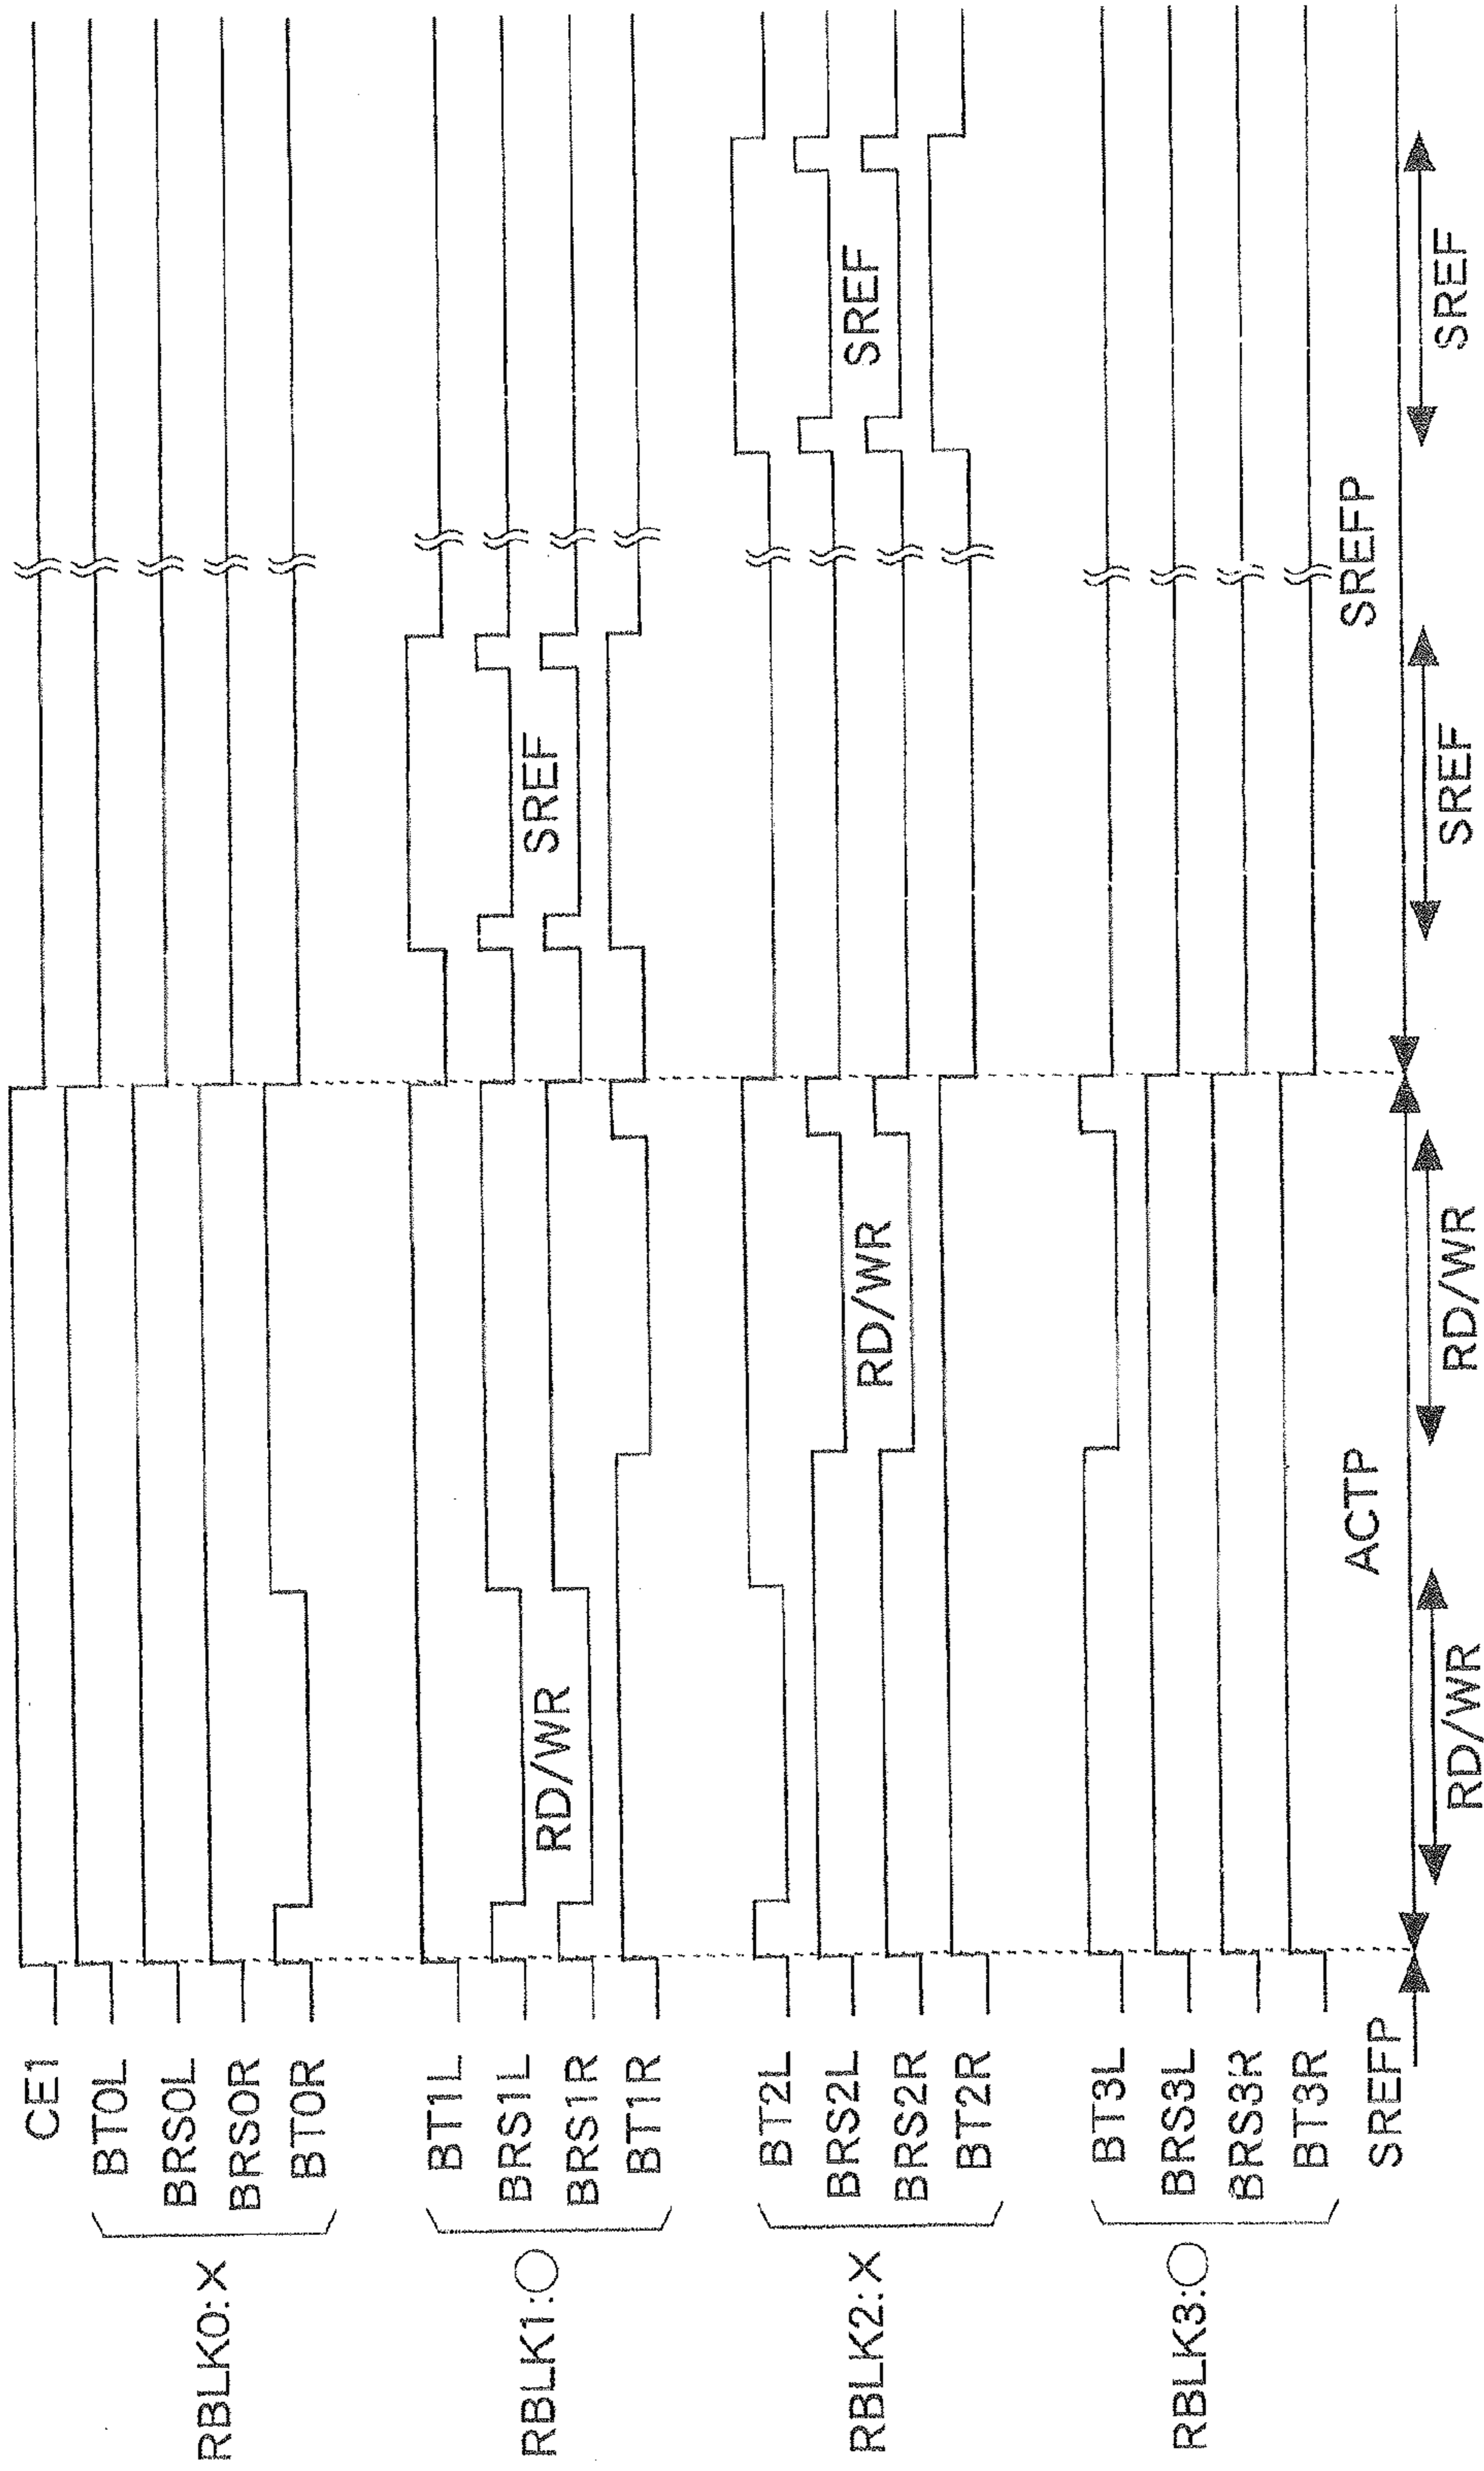 CE1
RBLK0:×
BT0L
BRS0L
BRS0R
BT0R
RBLK1:○
BT1L
BRS1L
RD/WR
SREF
BRS1R
BT1R
RBLK2:×
BT2L
BRS2L
RD/WR
SREF
BRS2R
BT2R
RBLK3:○
BT3L
BRS3L
BRS3R
BT3R
SREFP
ACTP
SREFP
RD/WR
RD/WR
SREF
SREF